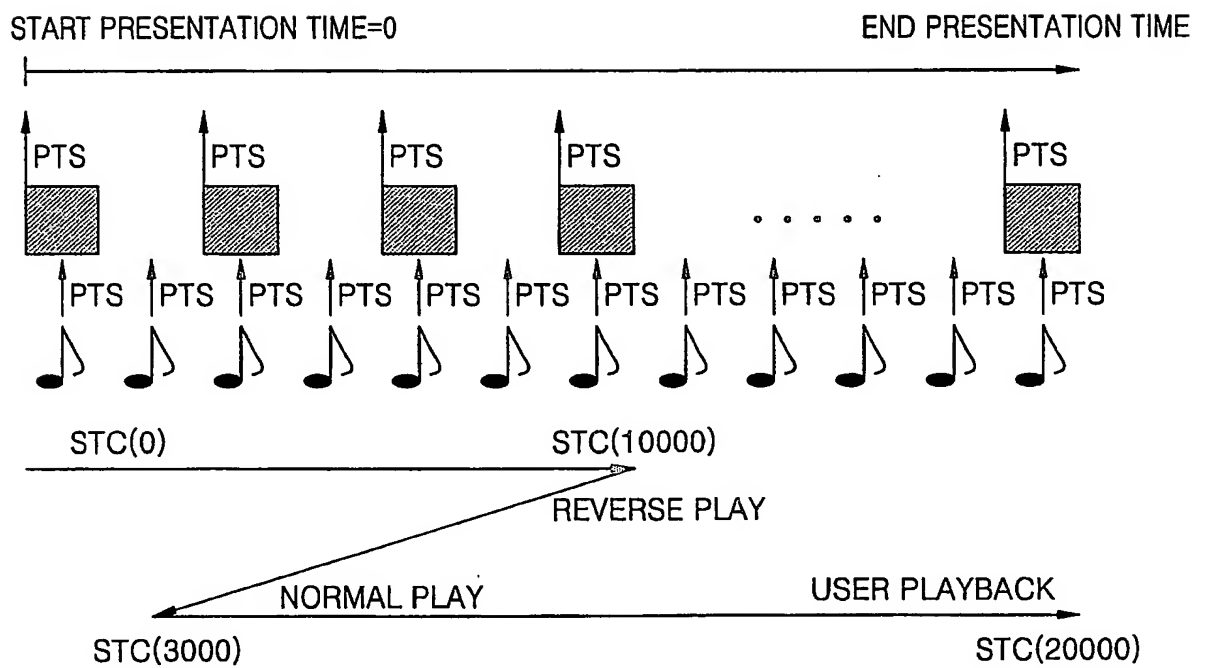 START PRESENTATION TIME=0 END PRESENTATION TIME
PTS PTS PTS PTS PTS
PTS PTS PTS PTS PTS PTS PTS PTS PTS PTS PTS PTS
STC(0) STC(10000)
REVERSE PLAY
NORMAL PLAY USER PLAYBACK
STC(3000) STC(20000)